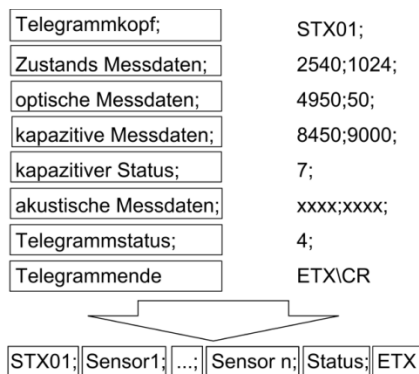 Telegrammkopf; STX01;
Zustands Messdaten; 2540;1024;
optische Messdaten; 4950;50;
kapazitive Messdaten; 8450;9000;
kapazitiver Status; 7;
akustische Messdaten; xxxx;xxxx;
Telegrammstatus; 4;
Telegrammende ETX\CR
STX01; Sensor1; ...; Sensor n; Status; ETX